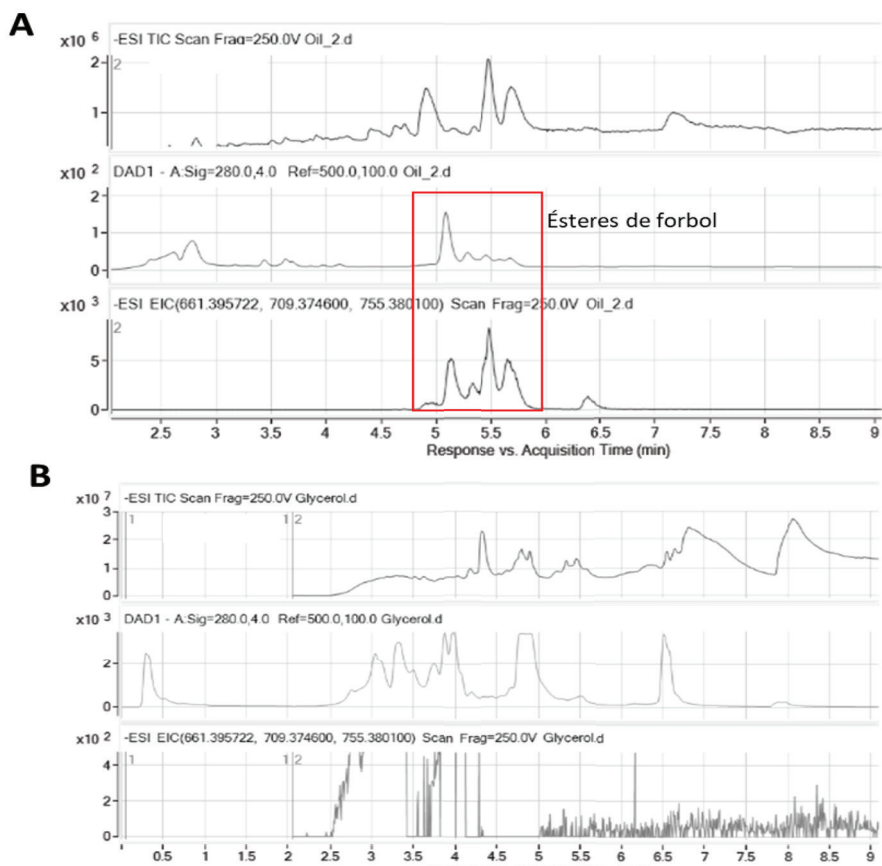 A
x10 6
-ESI TIC Scan Frag=250.0V Oil_2.d
2
2
1
x10 2
DAD1 - A:Sig=280.0,4.0 Ref=500.0,100.0 Oil_2.d
2
1
0
Ésteres de forbol
x10 3
-ESI EIC(661.395722, 709.374600, 755.380100) Scan Frag=250.0V Oil_2.d
2
5
0
2.5 3 3.5 4 4.5 5 5.5 6 6.5 7 7.5 8 8.5 9
Response vs. Acquisition Time (min)
B
x10 7
-ESI TIC Scan Frag=250.0V Glycerol.d
3
1 1 2
2
1
0
x10 3
DAD1 - A:Sig=280.0,4.0 Ref=500.0,100.0 Glycerol.d
2
0
x10 2
-ESI EIC(661.395722, 709.374600, 755.380100) Scan Frag=250.0V Glycerol.d
1 1 2
4
2
0
0.5 1 1.5 2 2.5 3 3.5 4 4.5 5 5.5 6 6.5 7 7.5 8 8.5 9